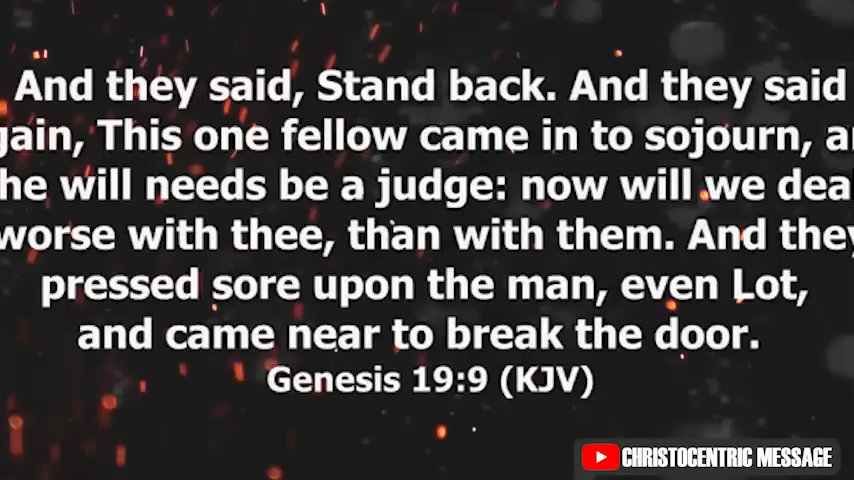 And they said, Stand back. And they said
gain, This one fellow came in to sojourn, a
he will needs be a judge: now will we deal
worse with thee, than with them. And they
pressed sore upon the man, even Lot,
and came near to break the door.
Genesis 19:9 (KJV)
CHRISTOCENTRIC MESSAGE